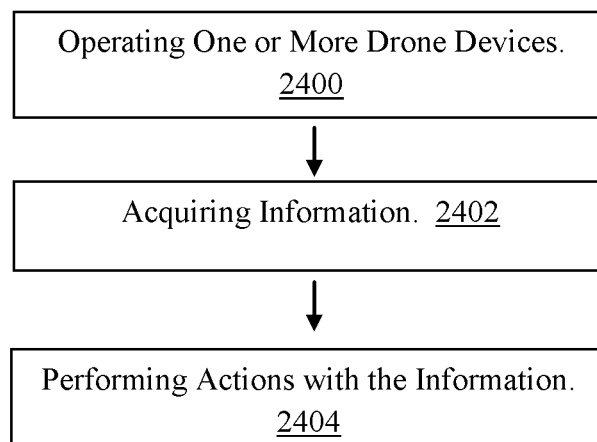 Operating One or More Drone Devices.
2400
Acquiring Information. 2402
Performing Actions with the Information.
2404